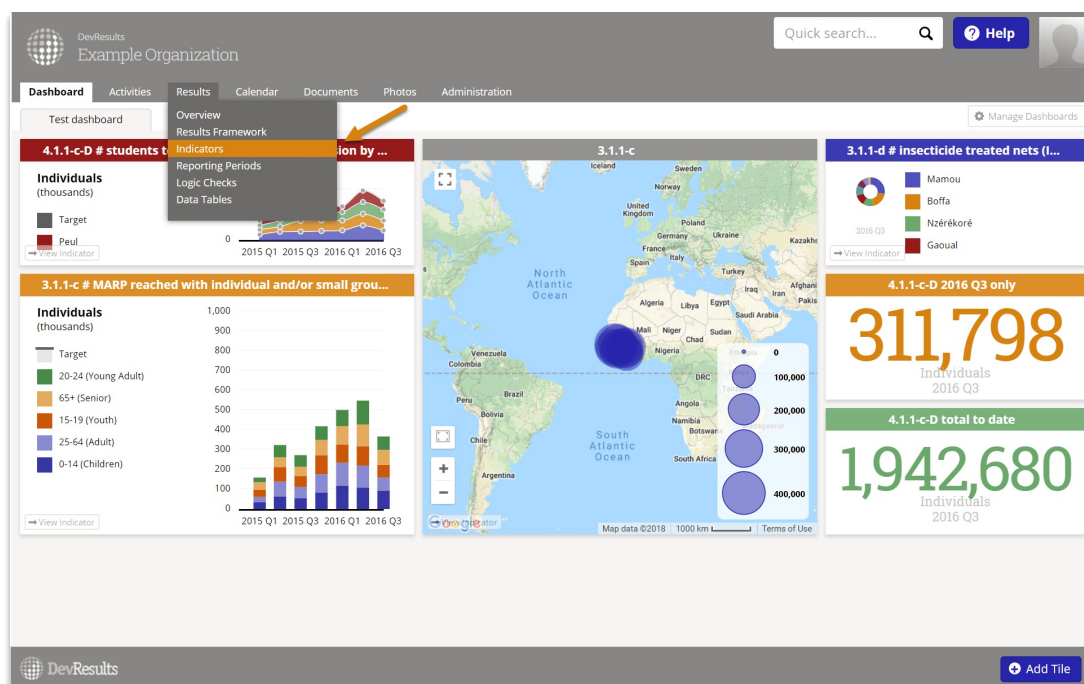 DevResults
Example Organization
Quick search...
Help
Dashboard Activities Results Calendar Documents Photos Administration
Test dashboard
Manage Dashboards
Overview
Results Framework
Indicators
Reporting Periods
Logic Checks
Data Tables
4.1.1-c-D # students t
sion by ...
Individuals
(thousands)
Target
Peul
View Indicator
0
2015 Q1 2015 Q3 2016 Q1 2016 Q3
3.1.1-c # MARP reached with individual and/or small grou...
Individuals
(thousands)
Target
20-24 (Young Adult)
65+ (Senior)
15-19 (Youth)
25-64 (Adult)
0-14 (Children)
1,000
900
800
700
600
500
400
300
200
100
0
2015 Q1 2015 Q3 2016 Q1 2016 Q3
View Indicator
3.1.1-c
Iceland
Sweden
Norway
United
Kingdom
Poland
Germany
Ukraine
Kazakhs
France
Italy
Spain
Turkey
North
Atlantic
Ocean
Iraq
Iran
Afghani
Pakis
Algeria
Libya
Egypt
Saudi Arabia
Mali
Niger
Sudan
Chad
Nigeria
Venezuela
Colombia
DRC
Brazil
Peru
Bolivia
Angola
Namibia
Botswan
South
Atlantic
Ocean
Chile
South Africa
Argentina
0
100,000
200,000
300,000
400,000
Google
View Indicator
Map data ©2018 1000 km Terms of Use
3.1.1-d # insecticide treated nets (I...
Mamou
Boffa
Nzérékoré
Gaoual
2016 Q3
View Indicator
4.1.1-c-D 2016 Q3 only
311,798
Individuals
2016 Q3
4.1.1-c-D total to date
1,942,680
Individuals
2016 Q3
DevResults
Add Tile